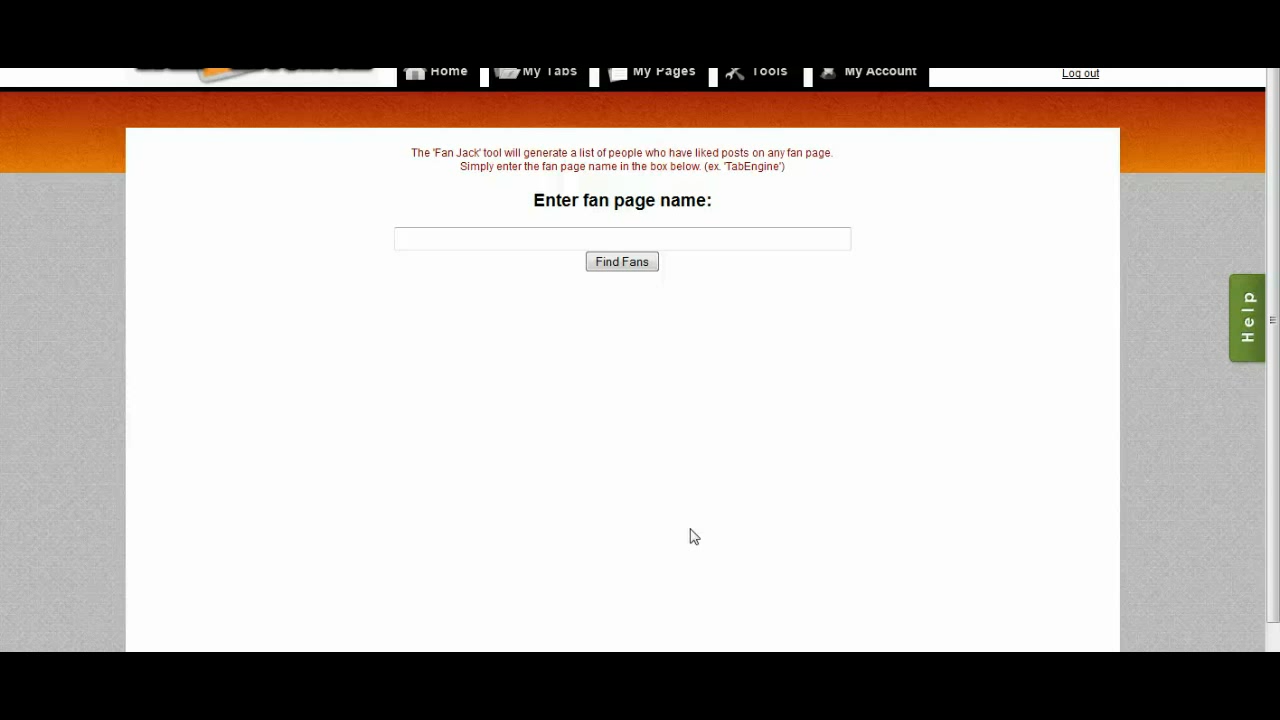 Home
My Tabs
My Pages
Tools
My Account
Log out
The 'Fan Jack' tool will generate a list of people who have liked posts on any fan page.
Simply enter the fan page name in the box below. (ex. 'TabEngine')
Enter fan page name:
Find Fans
Help